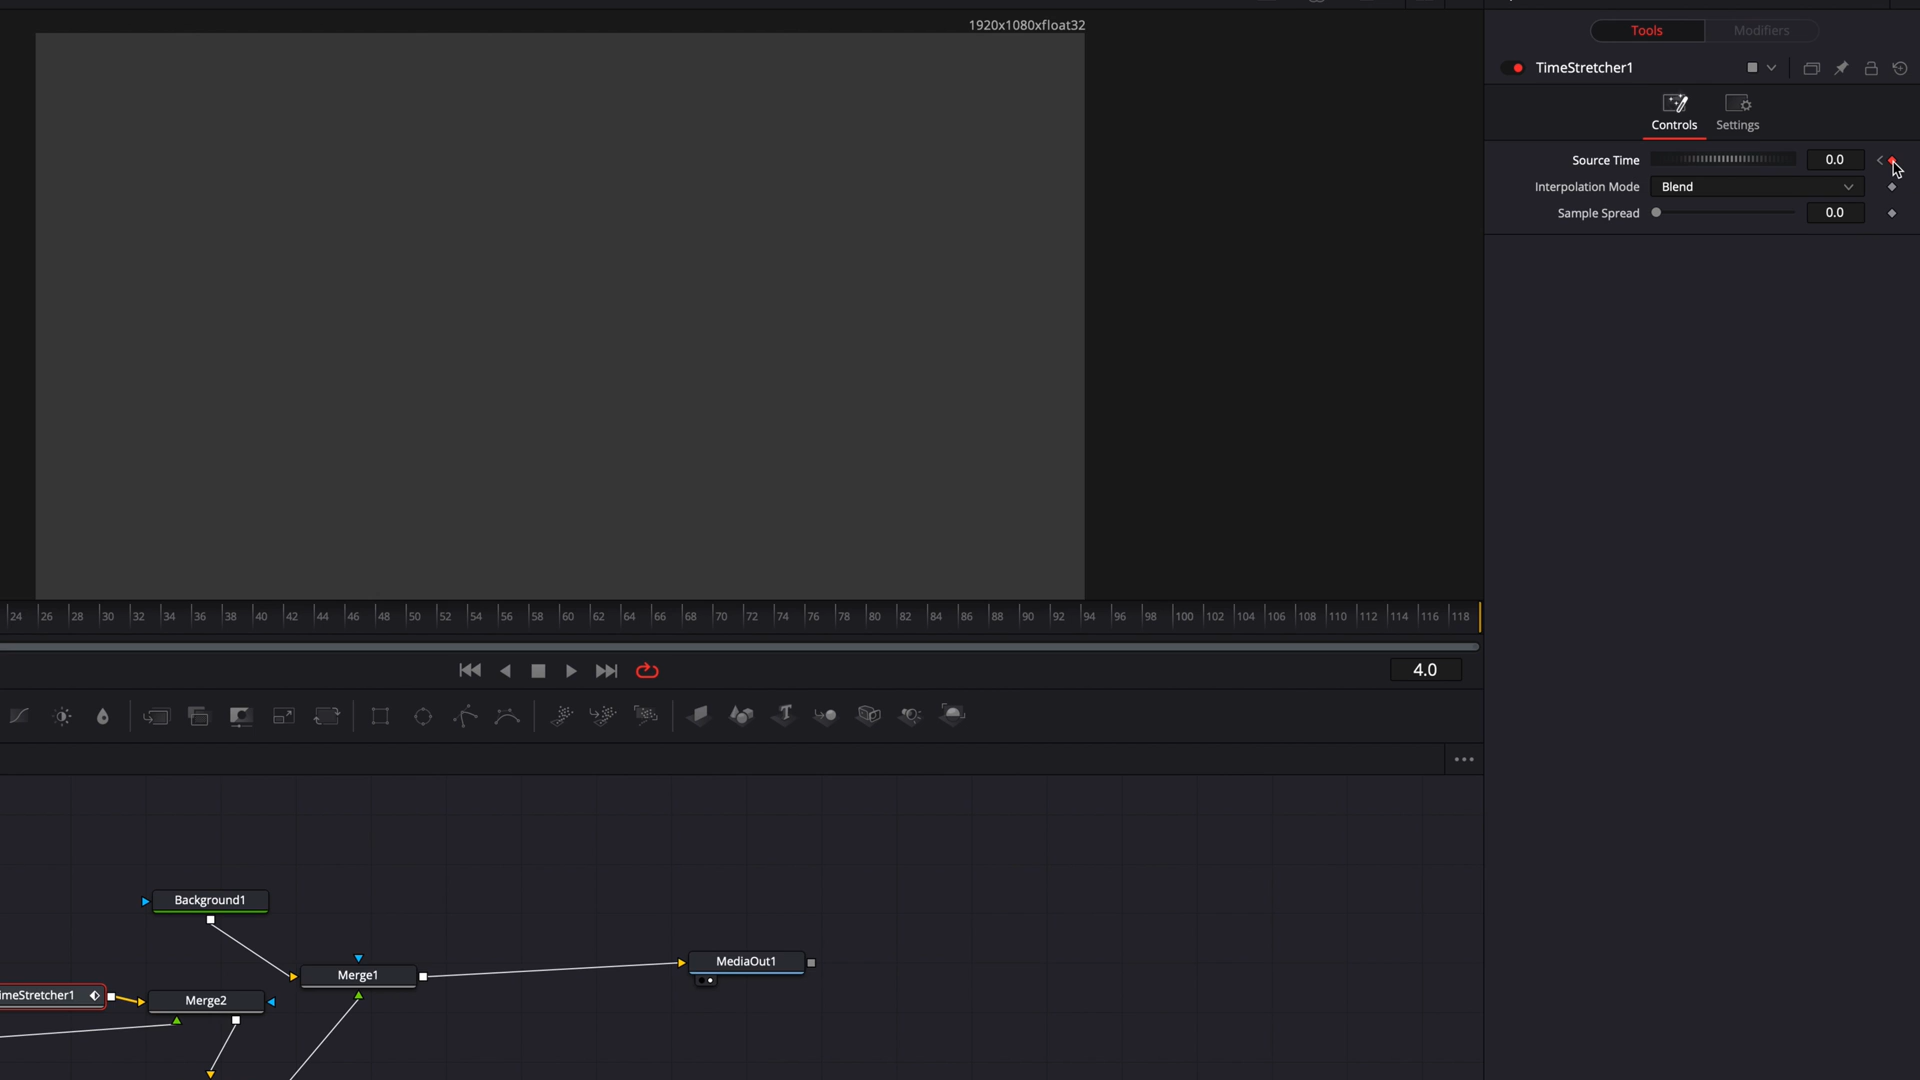 1920x1080xfloat32
Tools
Modifiers
TimeStretcher1
Controls
Settings
Source Time 0.0
Interpolation Mode Blend
Sample Spread 0.0
24 26 28 30 32 34 36 38 40 42 44 46 48 50 52 54 56 58 60 62 64 66 68 70 72 74 76 78 80 82 84 86 88 90 92 94 96 98 100 102 104 106 108 110 112 114 116 118
4.0
Background1
MediaOut1
Merge1
imeStretcher1
Merge2